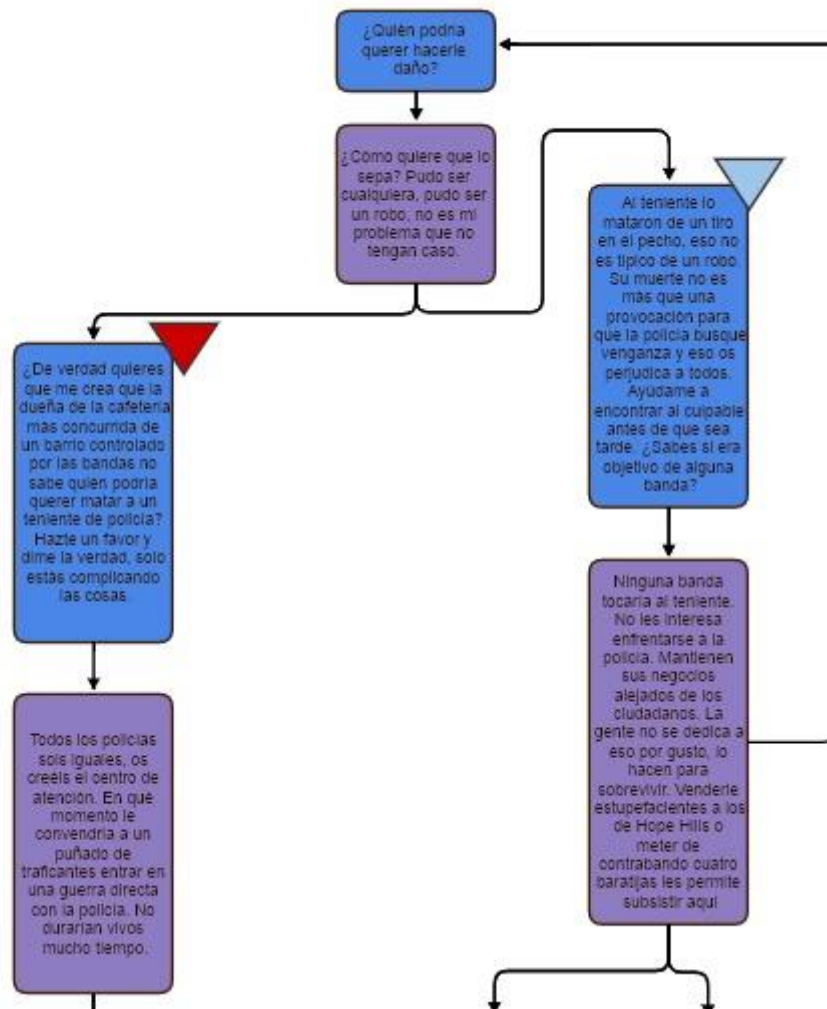 ¿Quién podría
querer hacerle
daño?
¿Cómo quiere que lo
sepa? Pudo ser
cualquiera, pudo ser
un robo, no es mi
problema que no
tengan caso.
Al teniente lo
mataron de un tiro
en el pecho, eso no
es típico de un robo.
Su muerte no es
más que una
provocación para
que la policía busque
venganza y eso os
perjudica a todos.
Ayúdame a
encontrar al culpable
antes de que sea
tarde. ¿Sabes si era
objetivo de alguna
banda?
¿De verdad quieres
que me crea que la
dueña de la cafetería
más concurrida de
un barrio controlado
por las bandas no
sabe quién podría
querer matar a un
teniente de policía?
Hazte un favor y
dime la verdad, solo
estás complicando
las cosas.
Ninguna banda
tocaría al teniente.
No les interesa
enfrentarse a la
policía. Mantienen
sus negocios
alejados de los
ciudadanos. La
gente no se dedica a
eso por gusto, lo
hacen para
sobrevivir. Venderle
estupefacientes a los
de Hope Hills o
meter de
contrabando cuatro
baratijas les permite
subsistir aquí
Todos los policías
sois iguales, os
creéis el centro de
atención. En qué
momento le
convendría a un
puñado de
traficantes entrar en
una guerra directa
con la policía. No
durarían vivos
mucho tiempo.